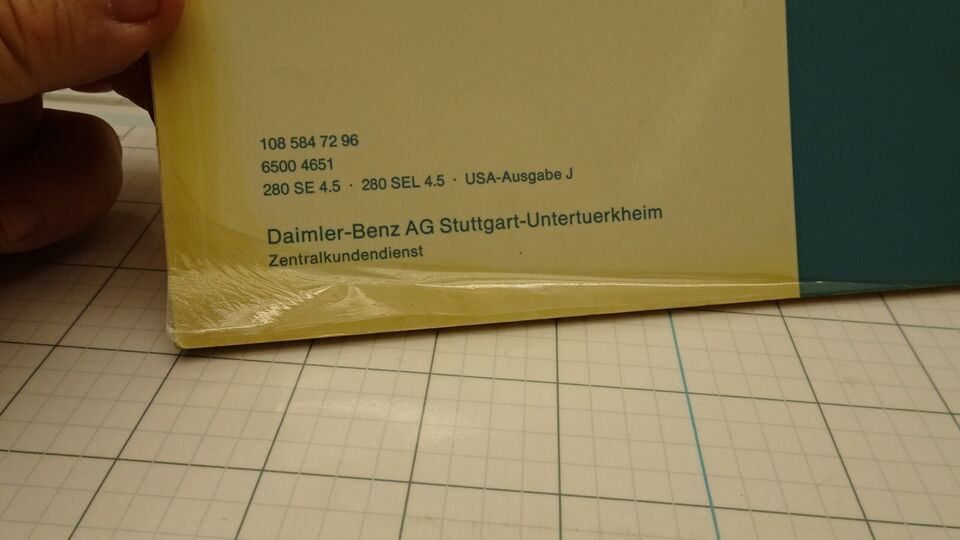 108 584 72 96
6500 4651
280 SE 4.5 · 280 SEL 4.5 · USA-Ausgabe J
Daimler-Benz AG Stuttgart-Untertuerkheim
Zentralkundendienst